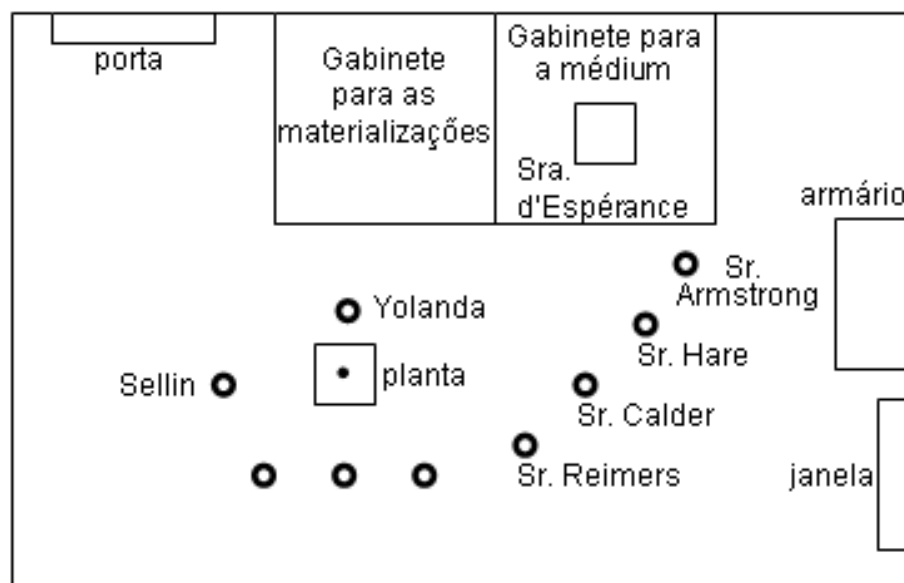 porta
Gabinete
para as
materializaçőes
Gabinete para
a médium
Sra.
d'Espérance
armário
Sr.
Armstrong
Yolanda
Sr. Hare
planta
Sellin
Sr. Calder
Sr. Reimers
janela